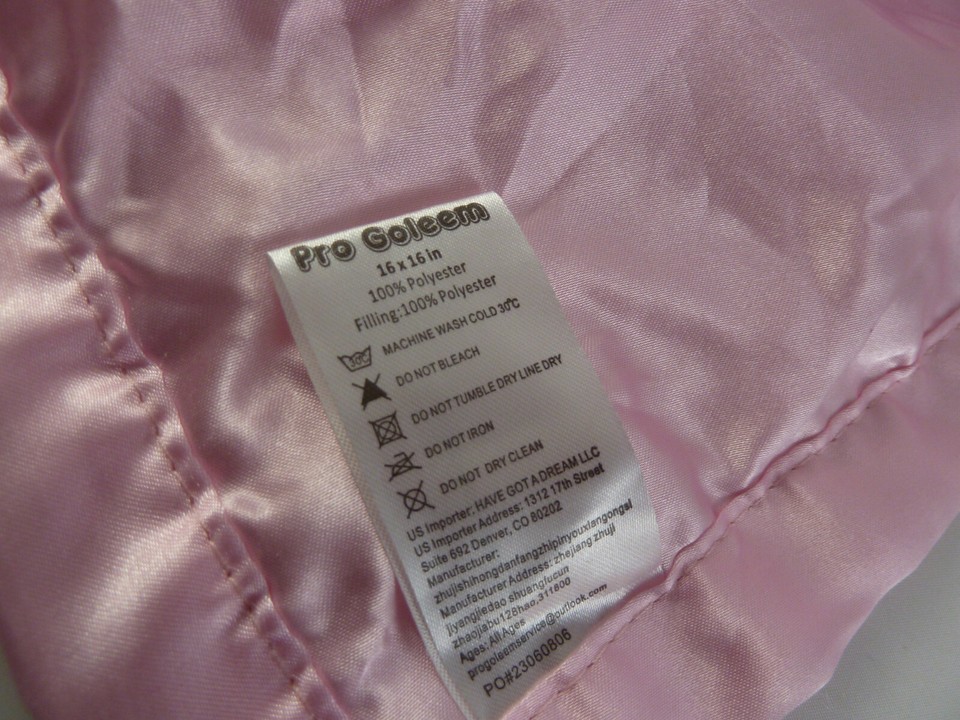 Pro Goleem
16 x 16 in
100% Polyester
Filling:100% Polyester
30C MACHINE WASH COLD 30℃
DO NOT BLEACH
DO NOT TUMBLE DRY LINE DRY
DO NOT IRON
DO NOT DRY CLEAN
US Importer: HAVE GOT A DREAM LLC
US Importer Address: 1312 17th Street
Suite 692 Denver, CO 80202
Manufacturer:
zhujishihongdanfangzhipinyouxiangongsi
Manufacturer Address: zhejiang zhuji
jiyangjiedao shuangfucun
zhaojiabu128hao,311800
Ages: All Ages
progoleemservice@outlook.com
PO#23060806